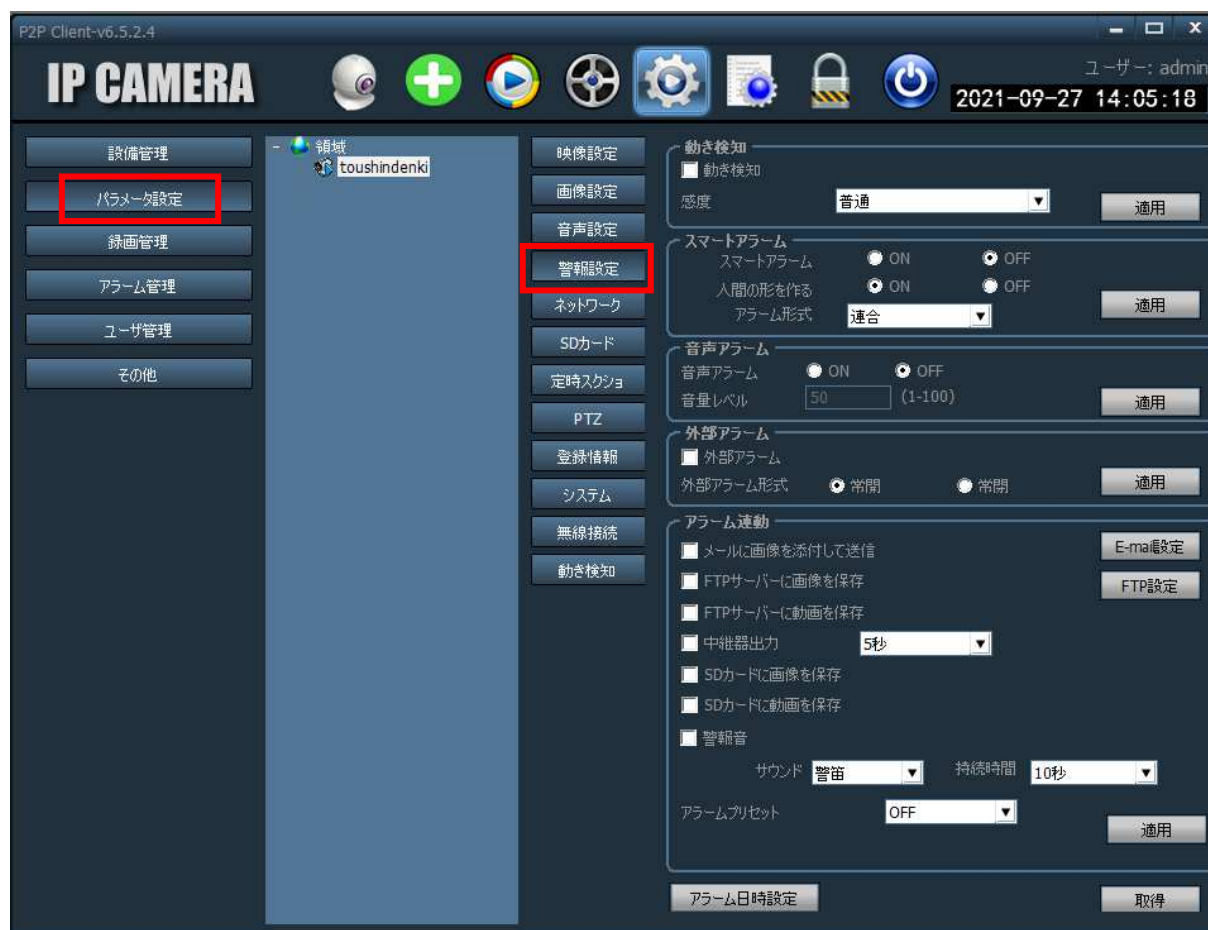 P2P Client-v6.5.2.4
IP CAMERA
ユーザー: admin
2021-09-27 14:05:18
設備管理
パラメータ設定
録画管理
アラーム管理
ユーザ管理
その他
- 領域
toushindenki
映像設定
画像設定
音声設定
警報設定
ネットワーク
SDカード
定時スクショ
PTZ
登録情報
システム
無線接続
動き検知
動き検知
動き検知
感度 普通 適用
スマートアラーム
スマートアラーム ON OFF
人間の形を作る ON OFF
アラーム形式 連合 適用
音声アラーム
音声アラーム ON OFF
音量レベル 50 (1-100) 適用
外部アラーム
外部アラーム
外部アラーム形式 常開 常閉 適用
アラーム連動
メールに画像を添付して送信 E-mail設定
FTPサーバーに画像を保存 FTP設定
FTPサーバーに動画を保存
中継器出力 5秒
SDカードに画像を保存
SDカードに動画を保存
警報音
サウンド 警笛 持続時間 10秒
アラームプリセット OFF
適用
アラーム日時設定 取得